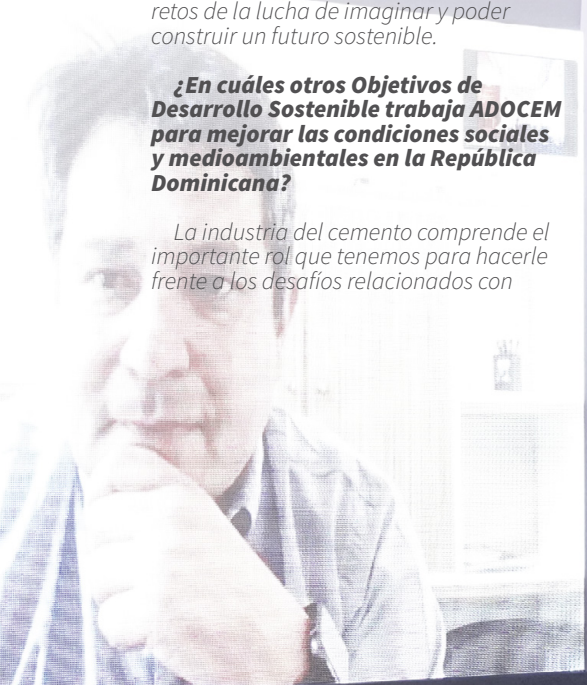 retos de la lucha de imaginar y poder
construir un futuro sostenible.
¿En cuáles otros Objetivos de
Desarrollo Sostenible trabaja ADOCEM
para mejorar las condiciones sociales
y medioambientales en la República
Dominicana?
La industria del cemento comprende el
importante rol que tenemos para hacerle
frente a los desafíos relacionados con